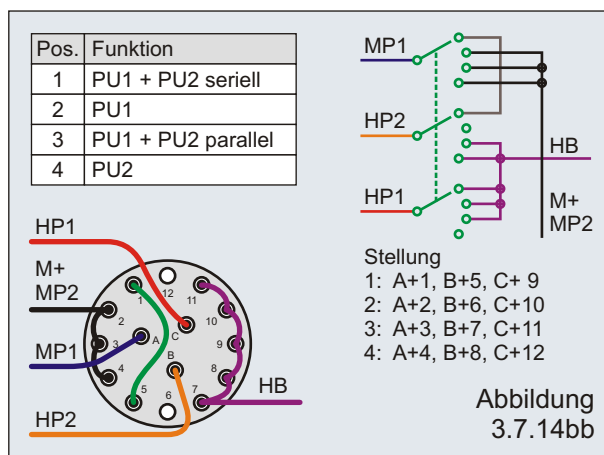 Pos. Funktion
1 PU1 + PU2 seriell
2 PU1
3 PU1 + PU2 parallel
4 PU2
MP1
HP2
HB
HP1
M+
MP2
HP1
M+
MP2
MP1
HP2
HB
12
1
11
2
10
C
A
3
9
B
4
8
5
7
6
Stellung
1: A+1, B+5, C+ 9
2: A+2, B+6, C+10
3: A+3, B+7, C+11
4: A+4, B+8, C+12
Abbildung
3.7.14bb